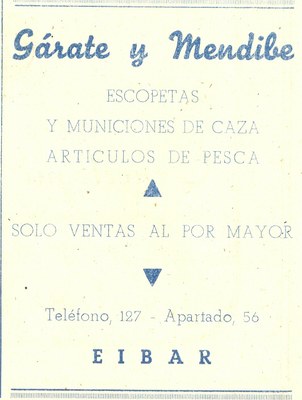 Gárate y Mendibe
ESCOPETAS
Y MUNICIONES DE CAZA
ARTICULOS DE PESCA
SOLO VENTAS AL POR MAYOR
Teléfono, 127 - Apartado, 56
EIBAR